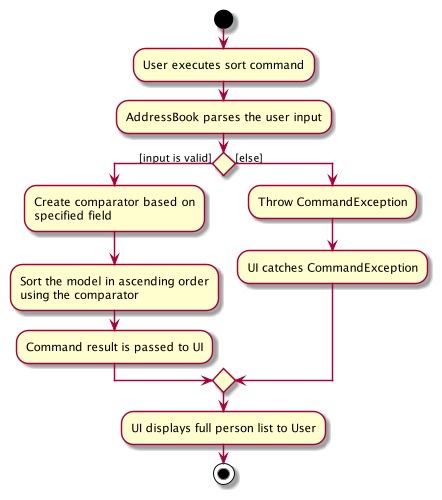 User executes sort command
AddressBook parses the user input
[input is valid]
[else]
Create comparator based on
specified field
Throw CommandException
Sort the model in ascending order
using the comparator
UI catches CommandException
Command result is passed to UI
UI displays full person list to User